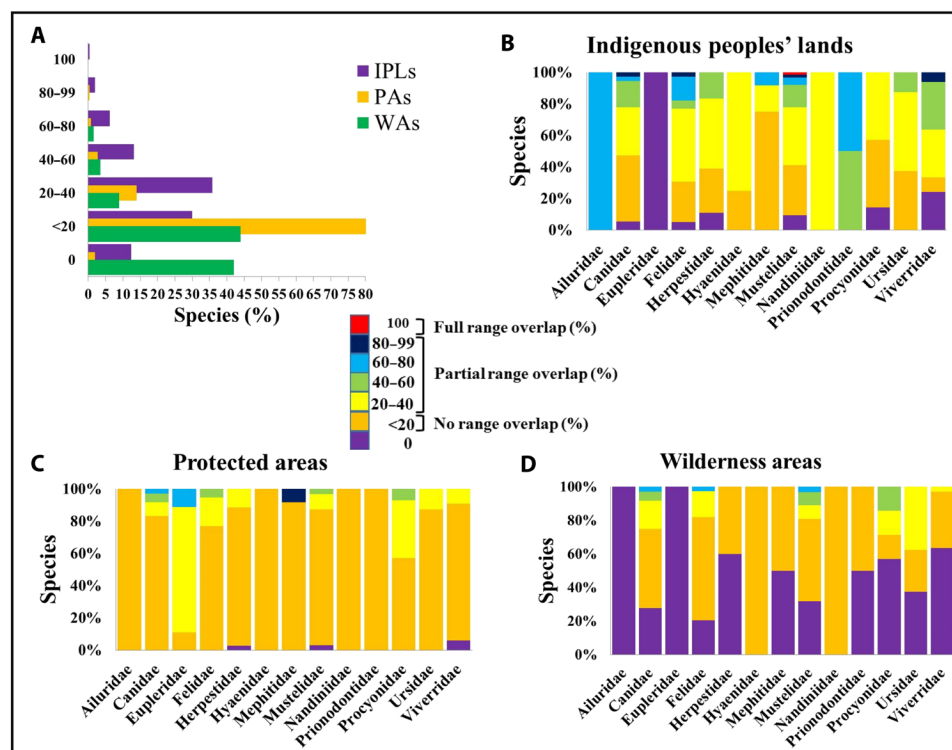 A
100
80–99
60–80
40–60
20–40
<20
0
0 5 10 15 20 25 30 35 40 45 50 55 60 65 70 75 80
Species (%)
IPLs
PAs
WAs
B
Indigenous peoples' lands
100%
80%
60%
40%
20%
0%
Species
Ailuridae
Canidae
Eupleridae
Felidae
Herpestidae
Hyaenidae
Mephitidae
Mustelidae
Nandiniidae
Prionodontidae
Procyonidae
Ursidae
Viverridae
100
80–99
60–80
40–60
20–40
<20
0
Full range overlap (%)
Partial range overlap (%)
No range overlap (%)
C
Protected areas
100%
80%
60%
40%
20%
0%
Species
Ailuridae
Canidae
Eupleridae
Felidae
Herpestidae
Hyaenidae
Mephitidae
Mustelidae
Nandiniidae
Prionodontidae
Procyonidae
Ursidae
Viverridae
D
Wilderness areas
100%
80%
60%
40%
20%
0%
Species
Ailuridae
Canidae
Eupleridae
Felidae
Herpestidae
Hyaenidae
Mephitidae
Mustelidae
Nandiniidae
Prionodontidae
Procyonidae
Ursidae
Viverridae